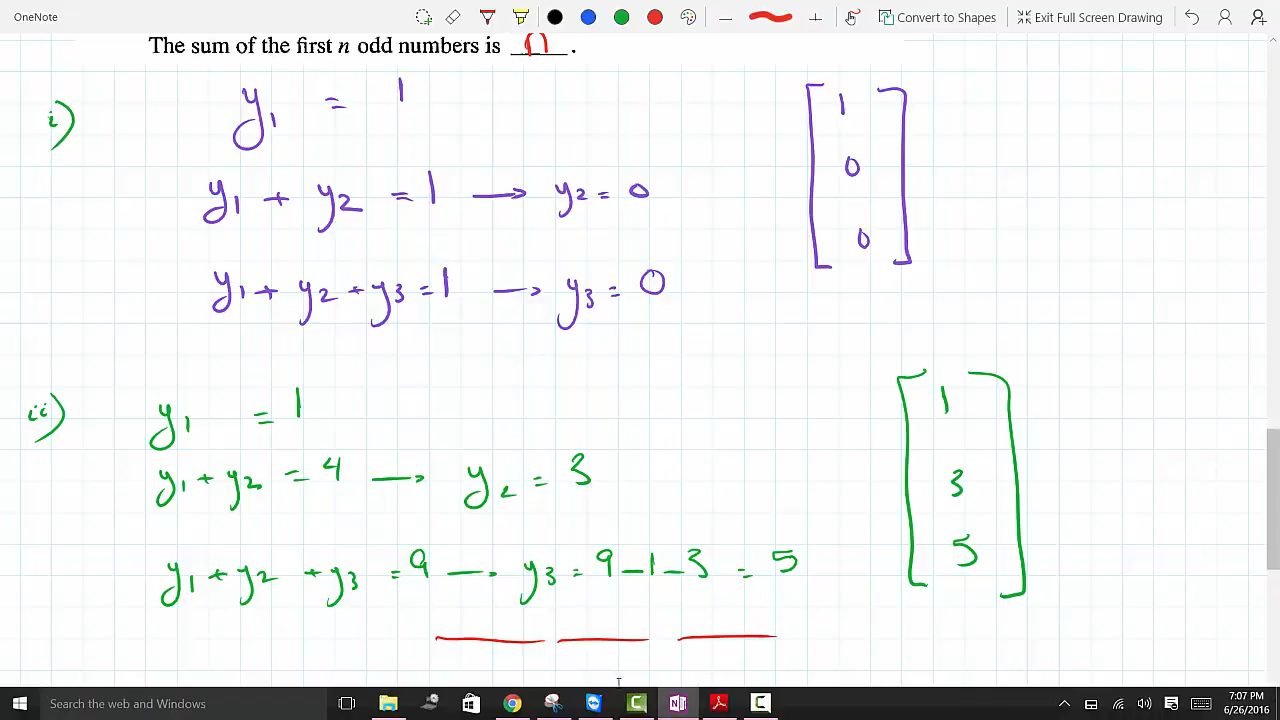 OneNote
Convert to Shapes
Exit Full Screen Drawing
The sum of the first n odd numbers is ____ .
i)
y₁ = 1
y₁ + y₂ = 1 → y₂ = 0
y₁ + y₂ + y₃ = 1 → y₃ = 0
1
0
0
ii)
y₁ = 1
y₁ + y₂ = 4 → y₂ = 3
y₁ + y₂ + y₃ = 9 → y₃ = 9 - 1 - 3 = 5
1
3
5
Search the web and Windows
7:07 PM
6/26/2016